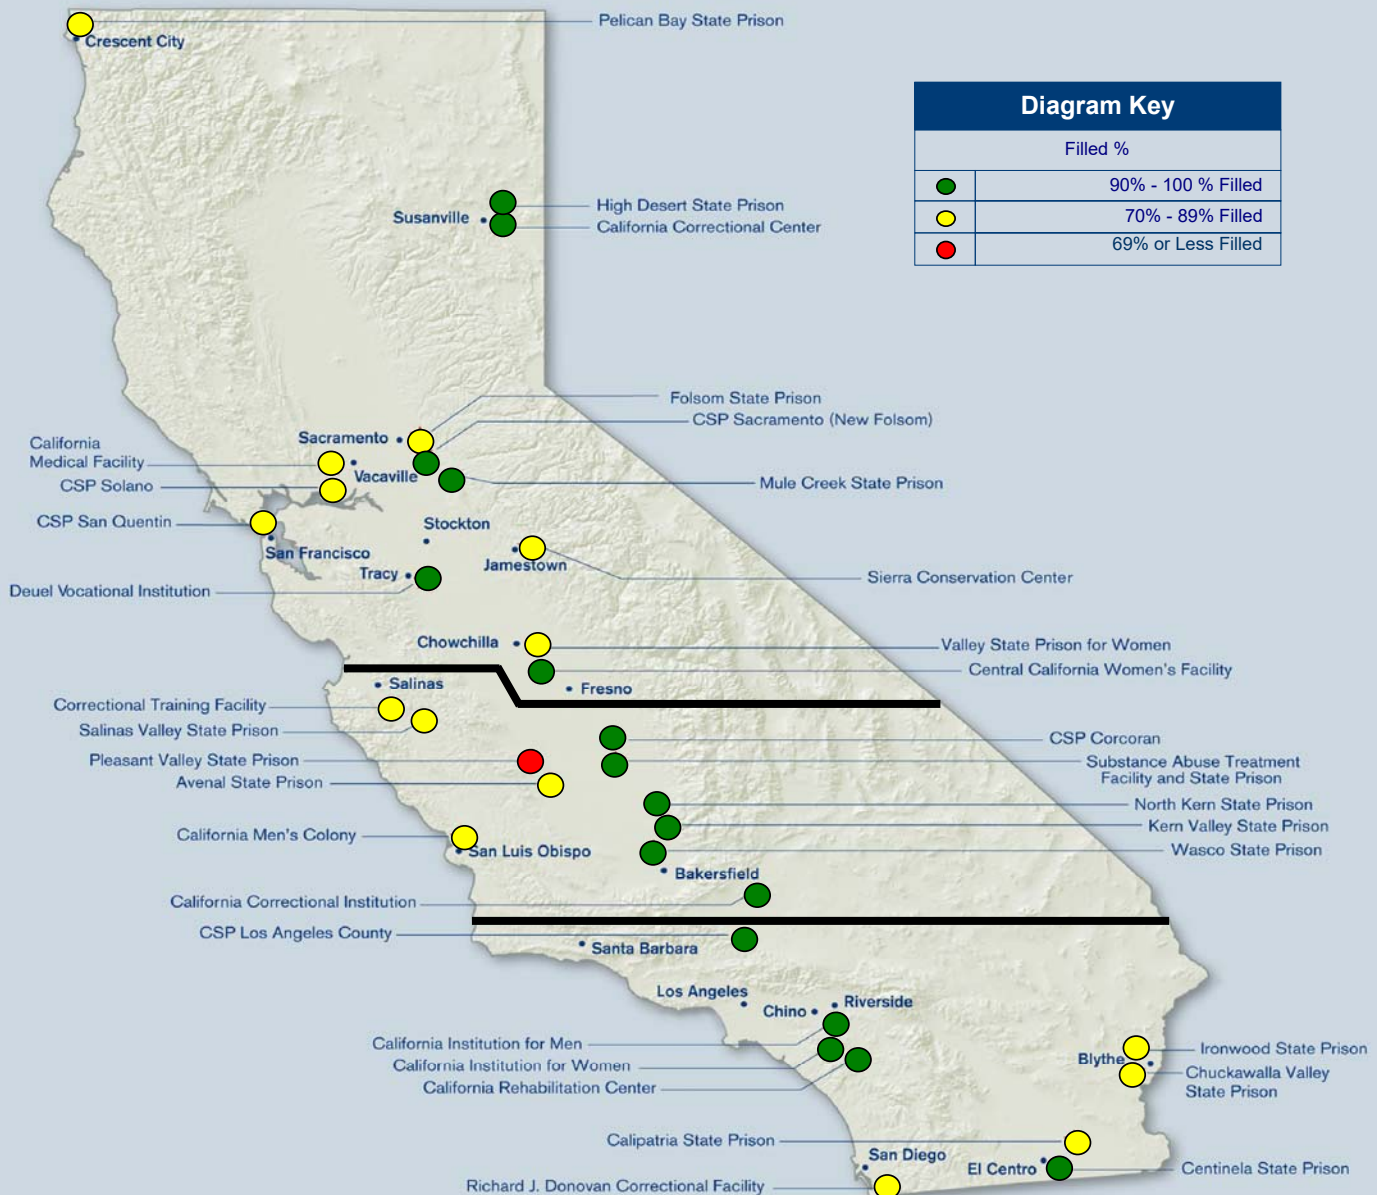 Pelican Bay State Prison
Crescent City
Diagram Key
Filled %
90% - 100 % Filled
70% - 89% Filled
69% or Less Filled
High Desert State Prison
Susanville
California Correctional Center
Folsom State Prison
CSP Sacramento (New Folsom)
Sacramento
California
Medical Facility
Vacaville
CSP Solano
Mule Creek State Prison
CSP San Quentin
Stockton
San Francisco
Jamestown
Tracy
Sierra Conservation Center
Deuel Vocational Institution
Chowchilla
Valley State Prison for Women
Central California Women's Facility
Salinas
Fresno
Correctional Training Facility
Salinas Valley State Prison
CSP Corcoran
Pleasant Valley State Prison
Substance Abuse Treatment
Facility and State Prison
Avenal State Prison
North Kern State Prison
California Men's Colony
Kern Valley State Prison
San Luis Obispo
Wasco State Prison
Bakersfield
California Correctional Institution
CSP Los Angeles County
Santa Barbara
Los Angeles
Riverside
Chino
California Institution for Men
Ironwood State Prison
Blythe
California Institution for Women
Chuckawalla Valley
State Prison
California Rehabilitation Center
Calipatria State Prison
San Diego
El Centro
Centinela State Prison
Richard J. Donovan Correctional Facility